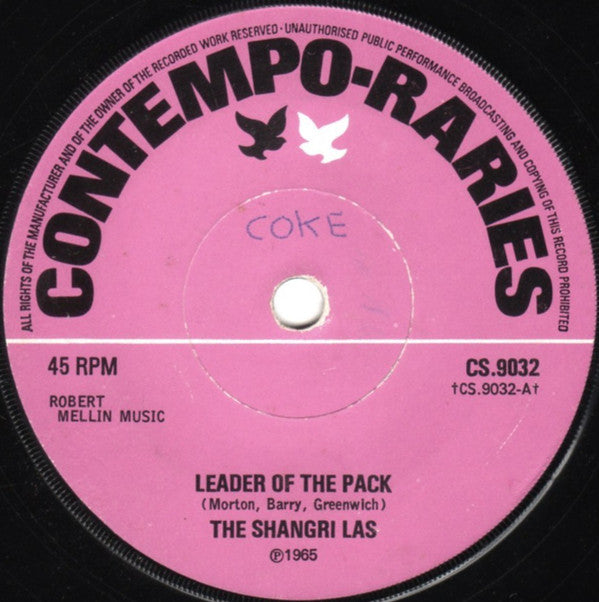 ALL RIGHTS OF THE MANUFACTURER AND OF THE OWNER OF THE RECORDED WORK RESERVED · UNAUTHORISED PUBLIC PERFORMANCE BROADCASTING AND COPYING OF THIS RECORD PROHIBITED
CONTEMPO-RARIES
COKE
45 RPM
CS.9032
†CS.9032-A†
ROBERT
MELLIN MUSIC
LEADER OF THE PACK
(Morton, Barry, Greenwich)
THE SHANGRI LAS
℗1965